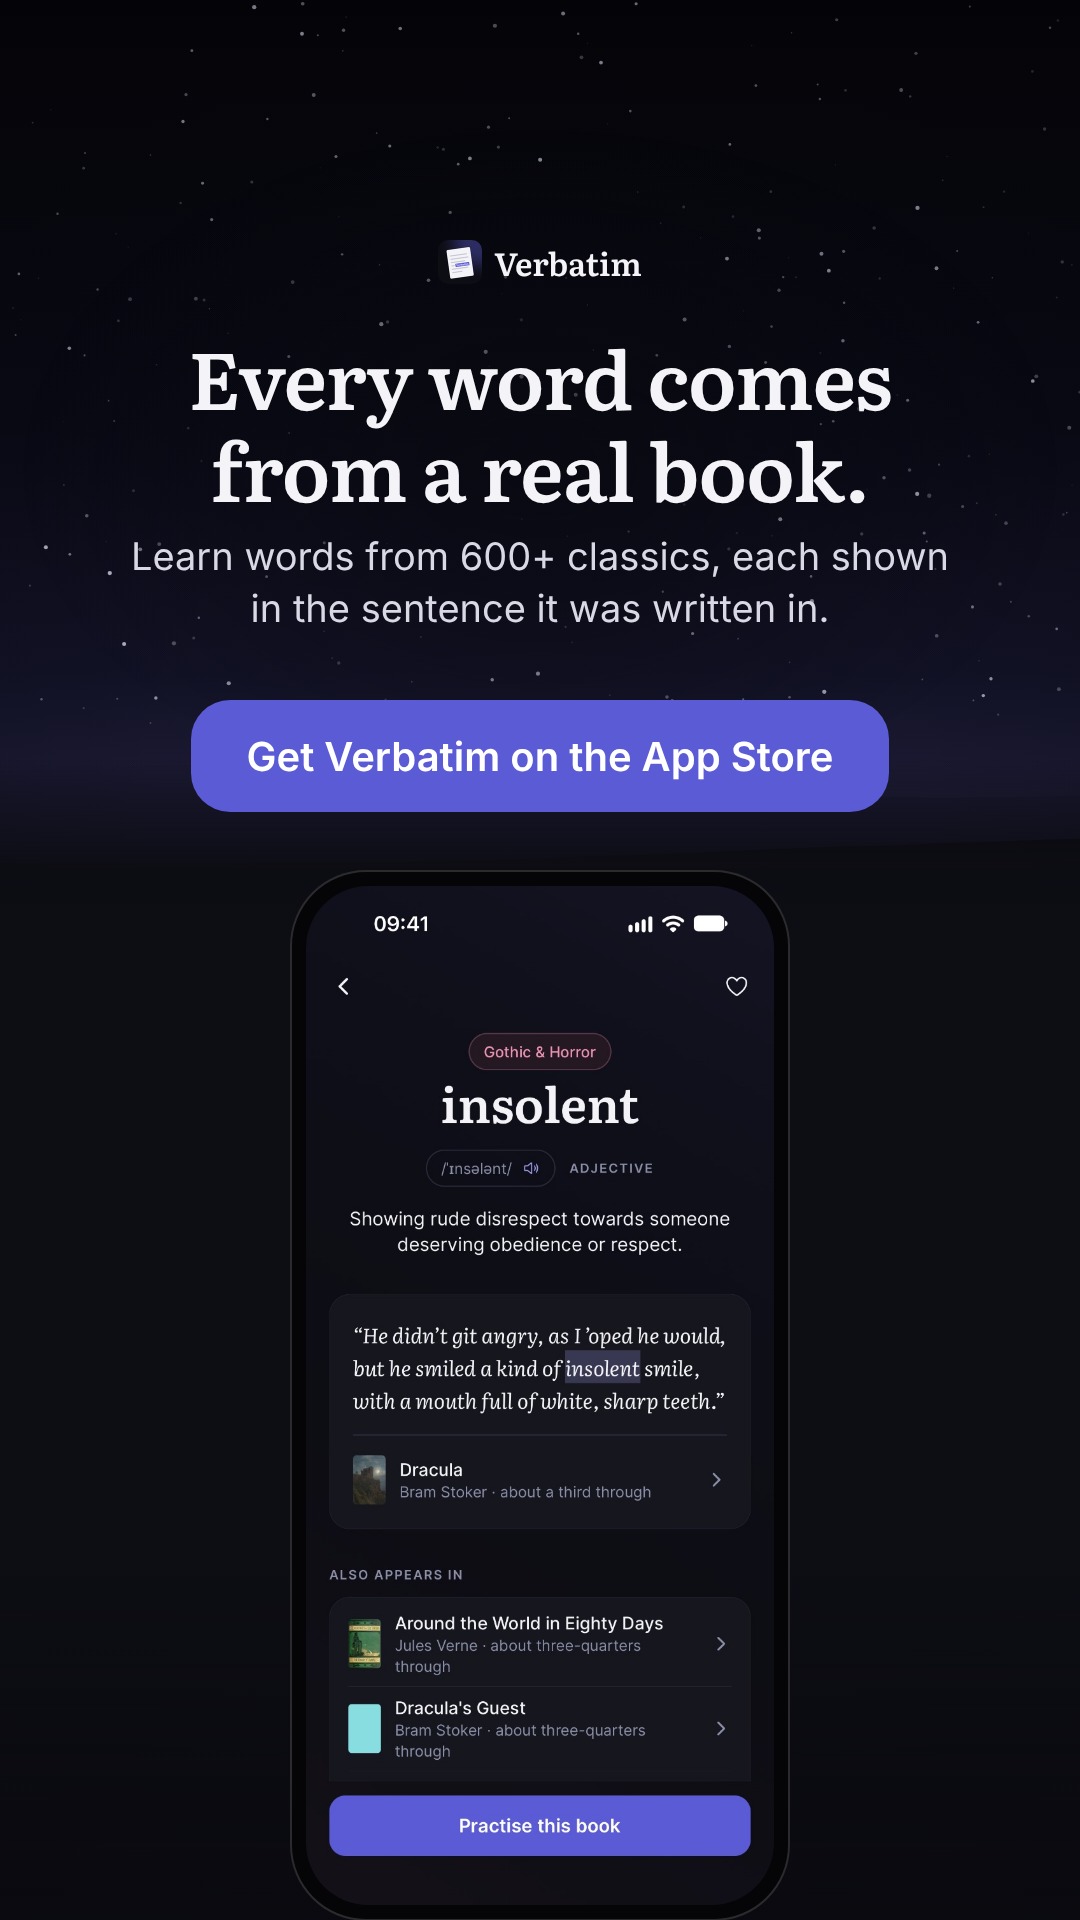 Verbatim
Every word comes
from a real book.
Learn words from 600+ classics, each shown
in the sentence it was written in.
Get Verbatim on the App Store
09:41
Gothic & Horror
insolent
/ˈɪnsələnt/ ADJECTIVE
Showing rude disrespect towards someone
deserving obedience or respect.
“He didn’t git angry, as I ’oped he would,
but he smiled a kind of insolent smile,
with a mouth full of white, sharp teeth.”
Dracula
Bram Stoker · about a third through
ALSO APPEARS IN
Around the World in Eighty Days
Jules Verne · about three-quarters
through
Dracula's Guest
Bram Stoker · about three-quarters
through
Practise this book